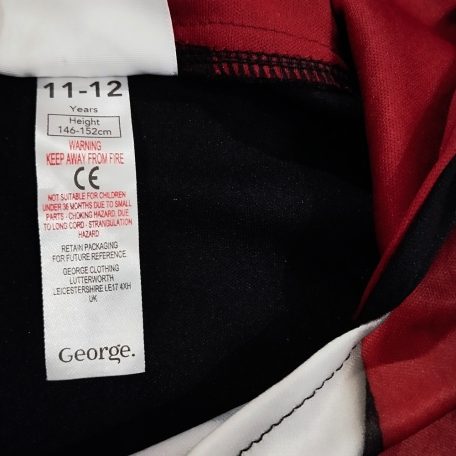 11-12
Years
Height
146-152cm
WARNING
KEEP AWAY FROM FIRE
CE
NOT SUITABLE FOR CHILDREN
UNDER 36 MONTHS DUE TO SMALL
PARTS - CHOKING HAZARD, DUE
TO LONG CORD - STRANGULATION
HAZARD
RETAIN PACKAGING
FOR FUTURE REFERENCE
GEORGE CLOTHING
LUTTERWORTH
LEICESTERSHIRE LE17 4XH
UK
George.